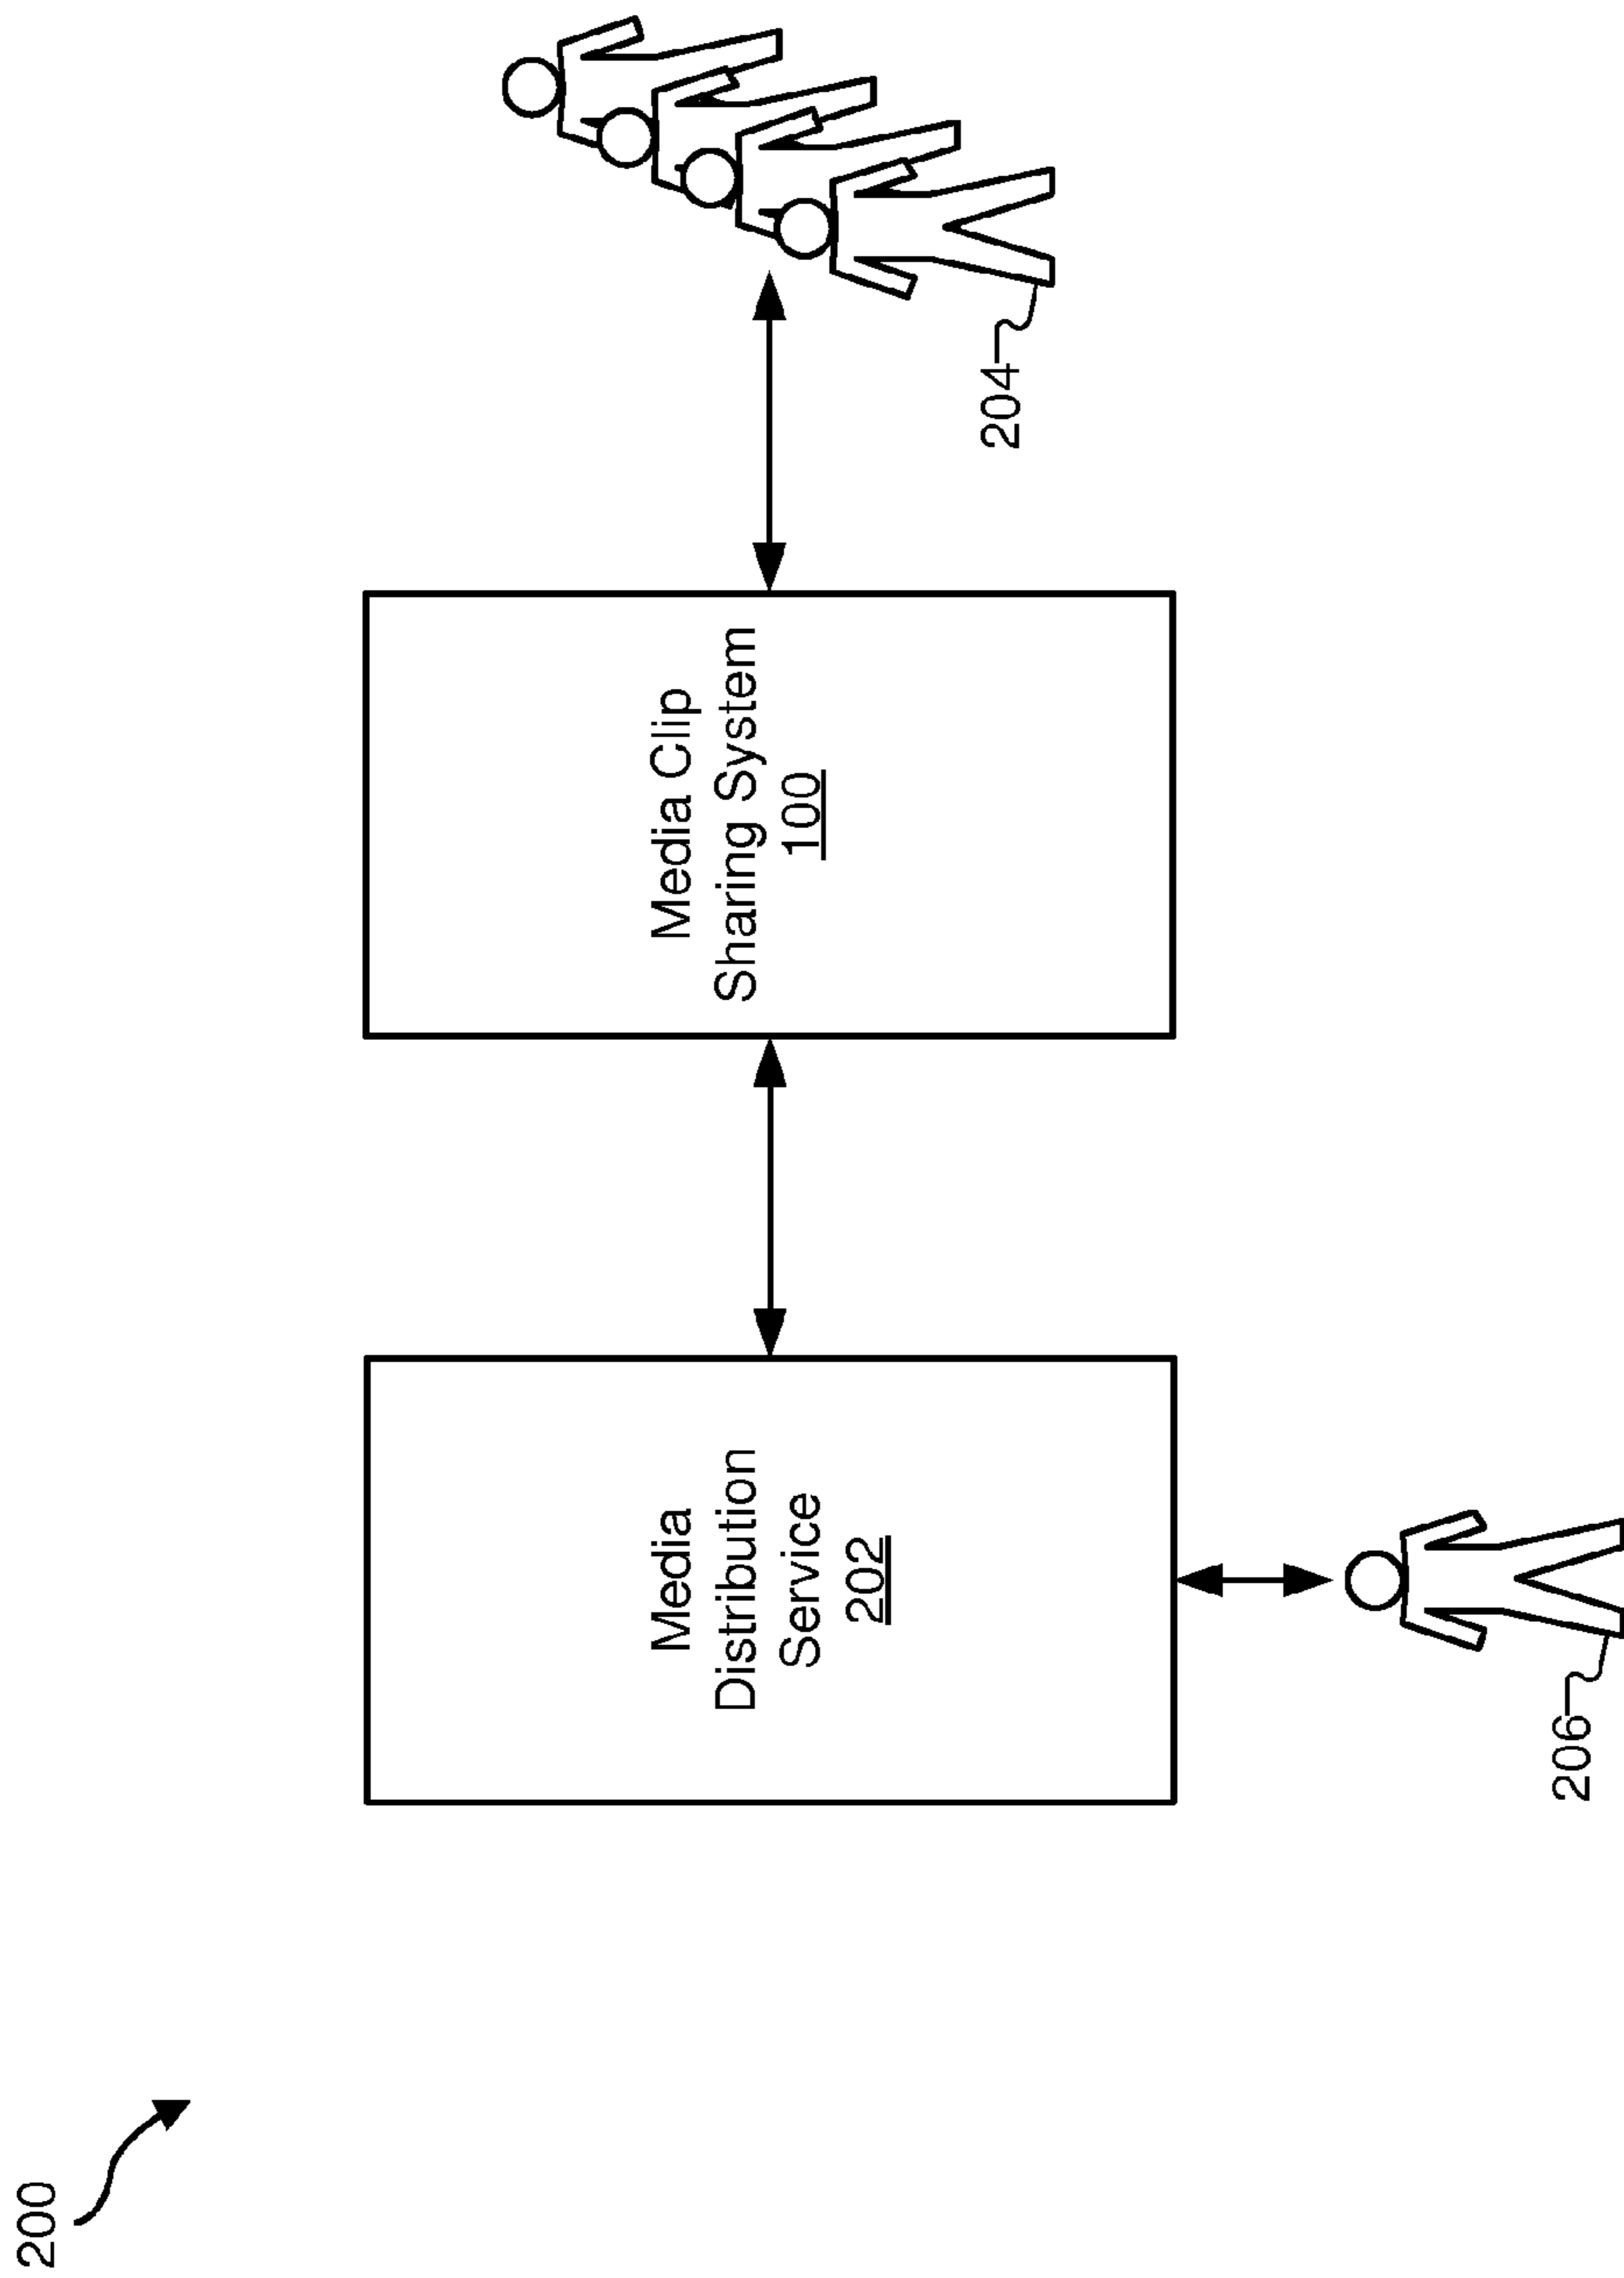 200
Media
Distribution
Service
202
Media Clip
Sharing System
100
206
204